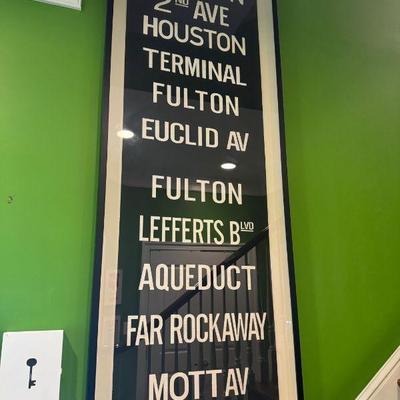 2ND AVE
HOUSTON
TERMINAL
FULTON
EUCLID AV
FULTON
LEFFERTS BLVD
AQUEDUCT
FAR ROCKAWAY
MOTT AV